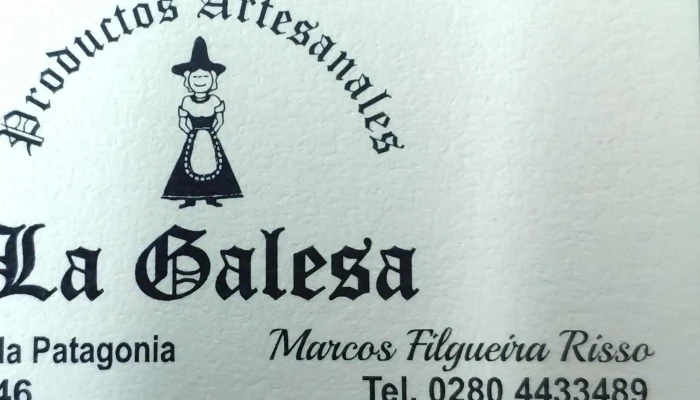 Productos Artesanales
La Galesa
la Patagonia
Marcos Filgueira Risso
46
Tel. 0280 4433489